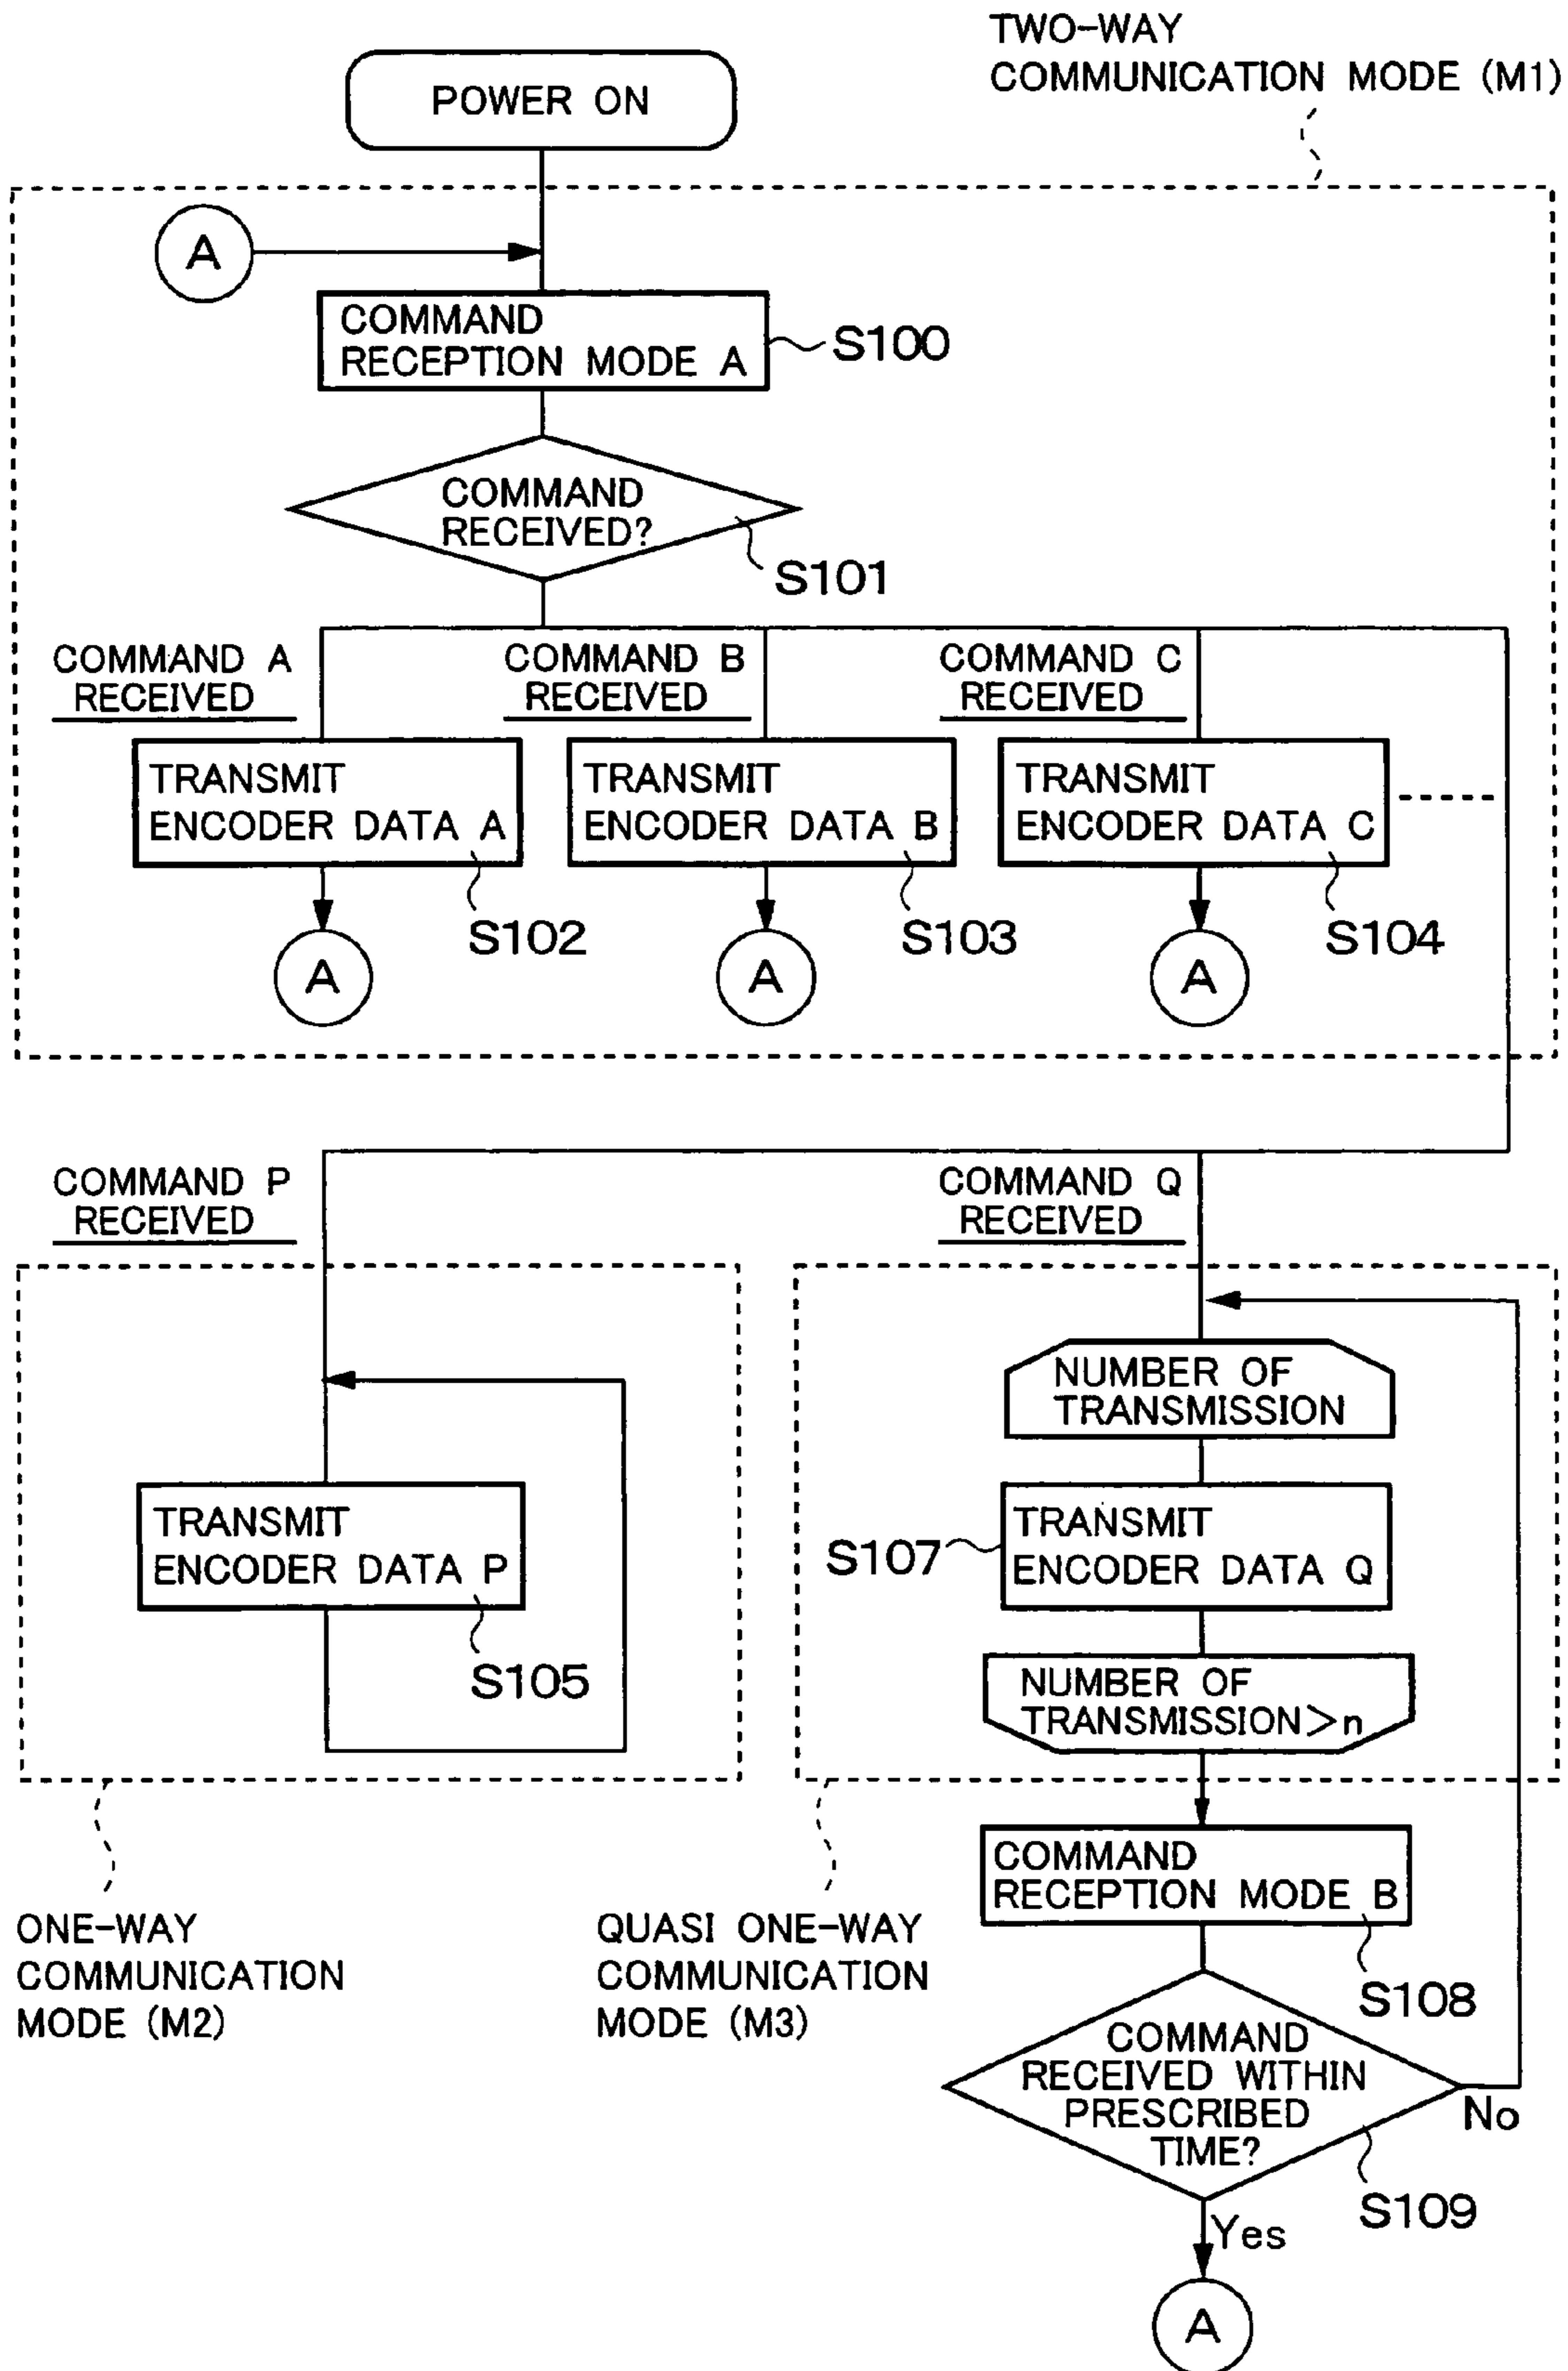 TWO-WAY
COMMUNICATION MODE (M1)
POWER ON
A
COMMAND
RECEPTION MODE A
S100
COMMAND
RECEIVED?
S101
COMMAND A
RECEIVED
COMMAND B
RECEIVED
COMMAND C
RECEIVED
TRANSMIT
ENCODER DATA A
TRANSMIT
ENCODER DATA B
TRANSMIT
ENCODER DATA C
S102
S103
S104
A
A
A
COMMAND P
RECEIVED
COMMAND Q
RECEIVED
NUMBER OF
TRANSMISSION
TRANSMIT
ENCODER DATA P
S105
S107
TRANSMIT
ENCODER DATA Q
NUMBER OF
TRANSMISSION>n
ONE-WAY
COMMUNICATION
MODE (M2)
QUASI ONE-WAY
COMMUNICATION
MODE (M3)
COMMAND
RECEPTION MODE B
S108
COMMAND
RECEIVED WITHIN
PRESCRIBED
TIME?
No
S109
Yes
A